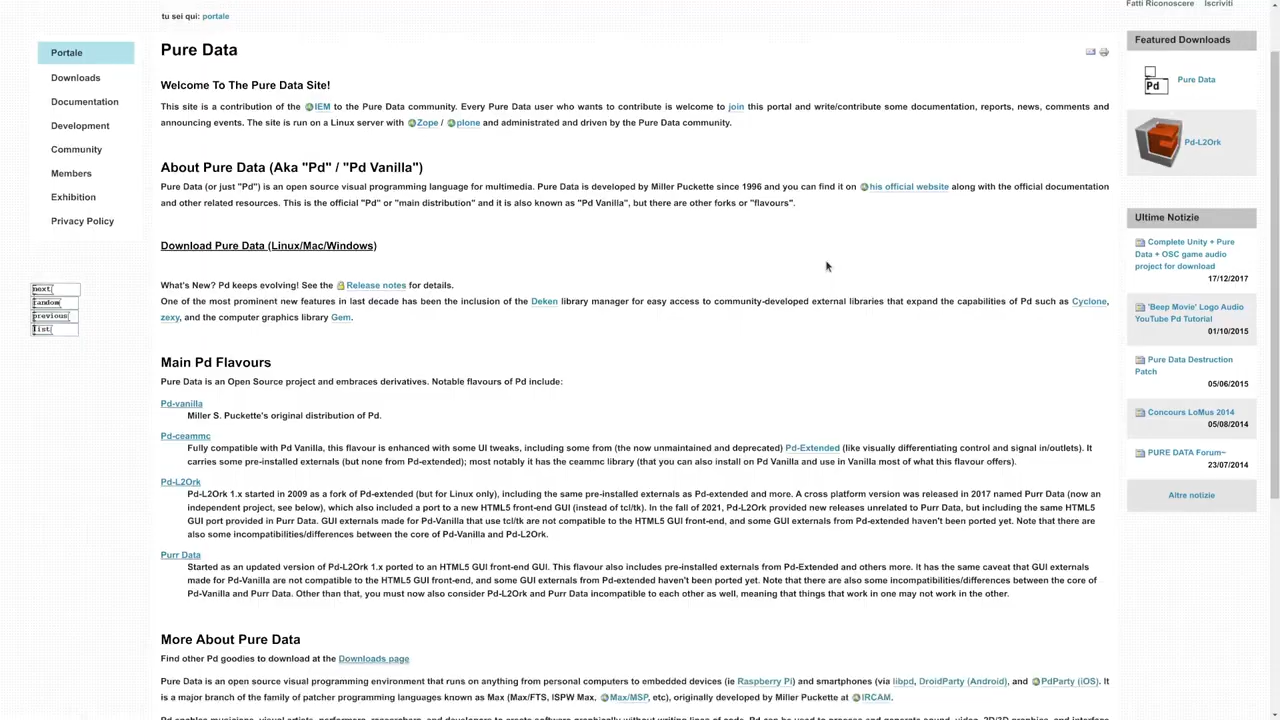 Fatti Riconoscere Iscriviti
tu sei qui: portale
Portale
Downloads
Documentation
Development
Community
Members
Exhibition
Privacy Policy
next
random
previous
list
Pure Data
Welcome To The Pure Data Site!
This site is a contribution of the IEM to the Pure Data community. Every Pure Data user who wants to contribute is welcome to join this portal and write/contribute some documentation, reports, news, comments and
announcing events. The site is run on a Linux server with Zope / plone and administrated and driven by the Pure Data community.
About Pure Data (Aka "Pd" / "Pd Vanilla")
Pure Data (or just "Pd") is an open source visual programming language for multimedia. Pure Data is developed by Miller Puckette since 1996 and you can find it on his official website along with the official documentation
and other related resources. This is the official "Pd" or "main distribution" and it is also known as "Pd Vanilla", but there are other forks or "flavours".
Download Pure Data (Linux/Mac/Windows)
What's New? Pd keeps evolving! See the Release notes for details.
One of the most prominent new features in last decade has been the inclusion of the Deken library manager for easy access to community-developed external libraries that expand the capabilities of Pd such as Cyclone,
zexy, and the computer graphics library Gem.
Main Pd Flavours
Pure Data is an Open Source project and embraces derivatives. Notable flavours of Pd include:
Pd-vanilla
Miller S. Puckette's original distribution of Pd.
Pd-ceammc
Fully compatible with Pd Vanilla, this flavour is enhanced with some UI tweaks, including some from (the now unmaintained and deprecated) Pd-Extended (like visually differentiating control and signal in/outlets). It
carries some pre-installed externals (but none from Pd-extended); most notably it has the ceammc library (that you can also install on Pd Vanilla and use in Vanilla most of what this flavour offers).
Pd-L2Ork
Pd-L2Ork 1.x started in 2009 as a fork of Pd-extended (but for Linux only), including the same pre-installed externals as Pd-extended and more. A cross platform version was released in 2017 named Purr Data (now an
independent project, see below), which also included a port to a new HTML5 front-end GUI (instead of tcl/tk). In the fall of 2021, Pd-L2Ork provided new releases unrelated to Purr Data, but including the same HTML5
GUI port provided in Purr Data. GUI externals made for Pd-Vanilla that use tcl/tk are not compatible to the HTML5 GUI front-end, and some GUI externals from Pd-extended haven't been ported yet. Note that there are
also some incompatibilities/differences between the core of Pd-Vanilla and Pd-L2Ork.
Purr Data
Started as an updated version of Pd-L2Ork 1.x ported to an HTML5 GUI front-end GUI. This flavour also includes pre-installed externals from Pd-Extended and others more. It has the same caveat that GUI externals
made for Pd-Vanilla are not compatible to the HTML5 GUI front-end, and some GUI externals from Pd-extended haven't been ported yet. Note that there are also some incompatibilities/differences between the core of
Pd-Vanilla and Purr Data. Other than that, you must now also consider Pd-L2Ork and Purr Data incompatible to each other as well, meaning that things that work in one may not work in the other.
More About Pure Data
Find other Pd goodies to download at the Downloads page
Pure Data is an open source visual programming environment that runs on anything from personal computers to embedded devices (ie Raspberry Pi) and smartphones (via libpd, DroidParty (Android), and PdParty (iOS). It
is a major branch of the family of patcher programming languages known as Max (Max/FTS, ISPW Max, Max/MSP, etc), originally developed by Miller Puckette at IRCAM.
Pd enables musicians, visual artists, performers, researchers, and developers to create software graphically without writing lines of code. Pd can be used to process and generate sound, video, 2D/3D graphics, and interface
Featured Downloads
Pd
Pure Data
Pd-L2Ork
Ultime Notizie
Complete Unity + Pure
Data + OSC game audio
project for download
17/12/2017
'Beep Movie' Logo Audio
YouTube Pd Tutorial
01/10/2015
Pure Data Destruction
Patch
05/06/2015
Concours LoMus 2014
05/08/2014
PURE DATA Forum~
23/07/2014
Altre notizie